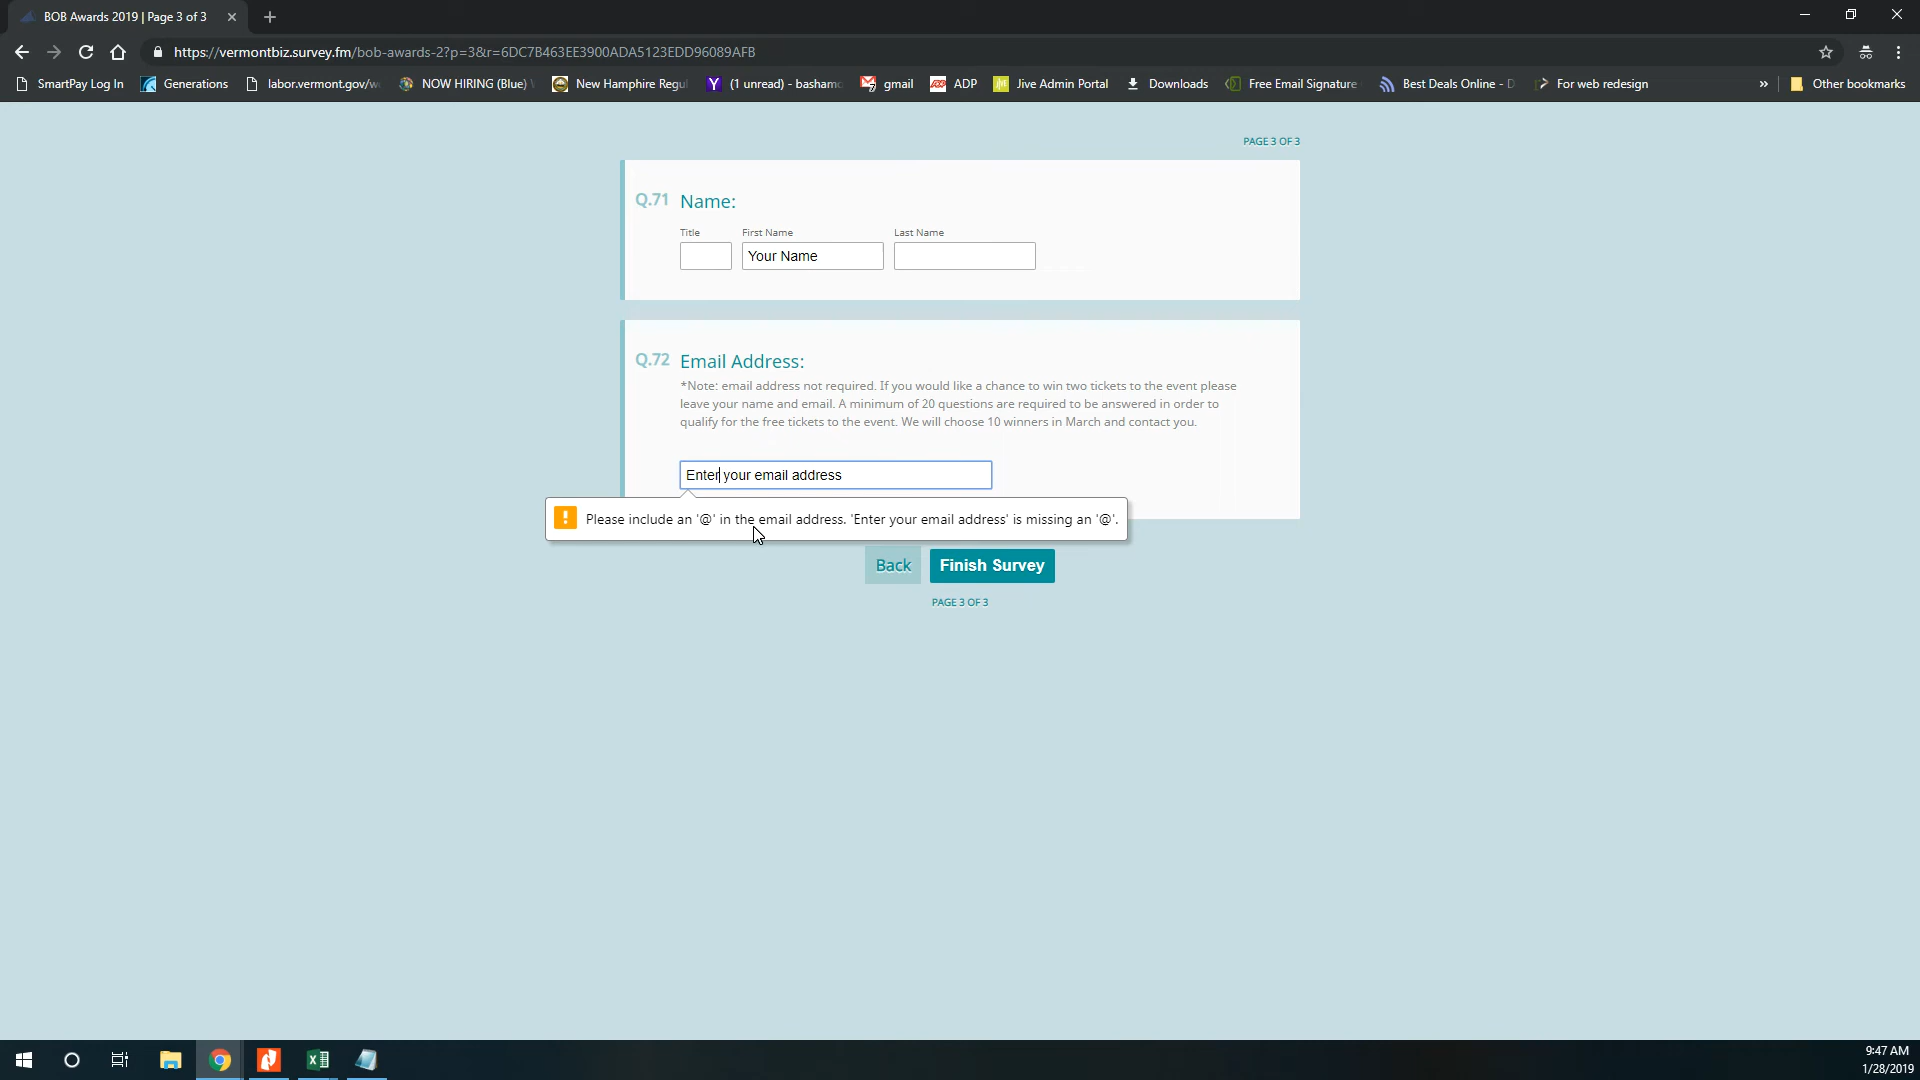 BOB Awards 2019 | Page 3 of 3
https://vermontbiz.survey.fm/bob-awards-2?p=3&r=6DC7B463EE3900ADA5123EDD96089AFB
SmartPay Log In
Generations
labor.vermont.gov/w
NOW HIRING (Blue)
New Hampshire Regul
(1 unread) - bashamo
gmail
ADP
Jive Admin Portal
Downloads
Free Email Signature
Best Deals Online - D
For web redesign
»
Other bookmarks
PAGE 3 OF 3
Q.71 Name:
Title First Name Last Name
Your Name
Q.72 Email Address:
*Note: email address not required. If you would like a chance to win two tickets to the event please
leave your name and email. A minimum of 20 questions are required to be answered in order to
qualify for the free tickets to the event. We will choose 10 winners in March and contact you.
Enter your email address
Please include an '@' in the email address. 'Enter your email address' is missing an '@'.
Back Finish Survey
PAGE 3 OF 3
9:47 AM
1/28/2019